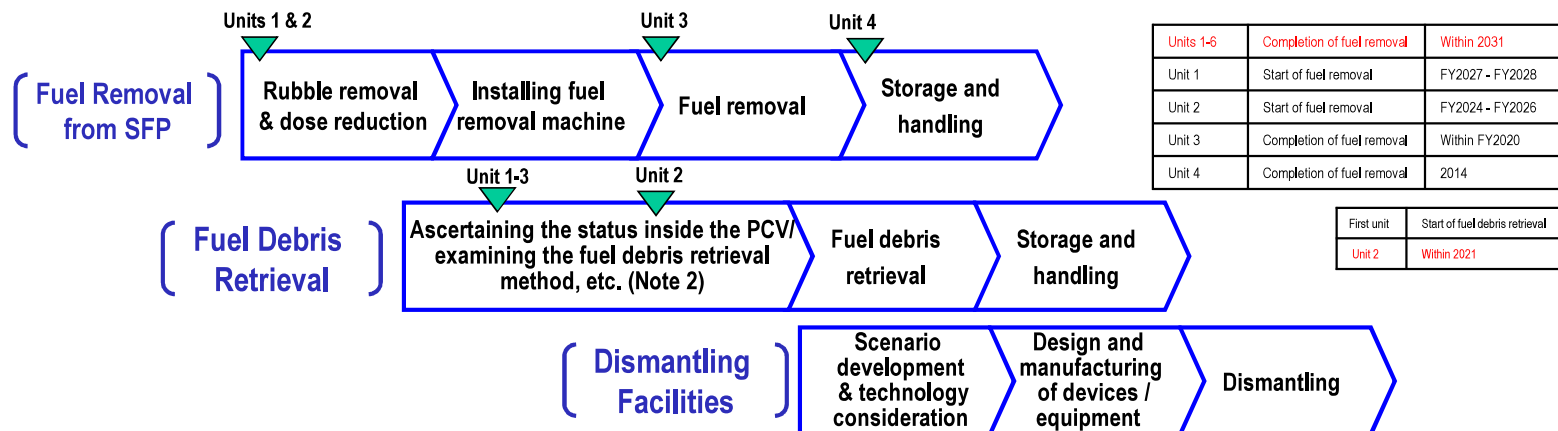 Units 1 & 2
Unit 3
Unit 4
Fuel Removal
from SFP
Rubble removal
& dose reduction
Installing fuel
removal machine
Fuel removal
Storage and
handling
Units 1-6 Completion of fuel removal Within 2031
Unit 1 Start of fuel removal FY2027 - FY2028
Unit 2 Start of fuel removal FY2024 - FY2026
Unit 3 Completion of fuel removal Within FY2020
Unit 4 Completion of fuel removal 2014
Unit 1-3
Unit 2
Fuel Debris
Retrieval
Ascertaining the status inside the PCV/
examining the fuel debris retrieval
method, etc. (Note 2)
Fuel debris
retrieval
Storage and
handling
First unit Start of fuel debris retrieval
Unit 2 Within 2021
Dismantling
Facilities
Scenario
development
& technology
consideration
Design and
manufacturing
of devices /
equipment
Dismantling